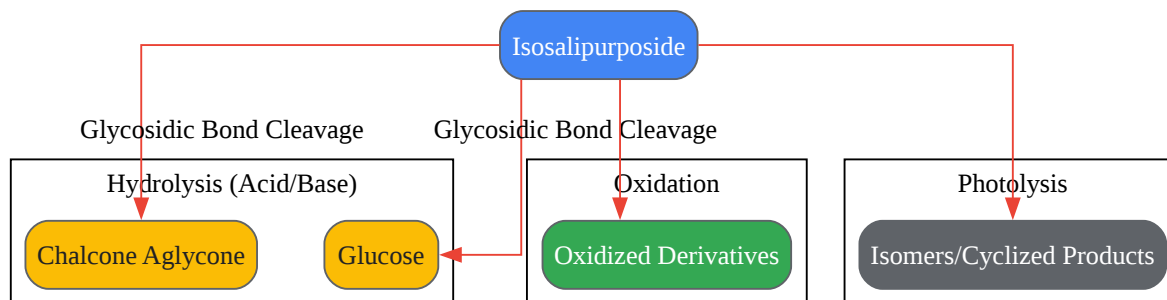 Isosalipurposide
Glycosidic Bond Cleavage
Glycosidic Bond Cleavage
Hydrolysis (Acid/Base)
Oxidation
Photolysis
Chalcone Aglycone
Glucose
Oxidized Derivatives
Isomers/Cyclized Products